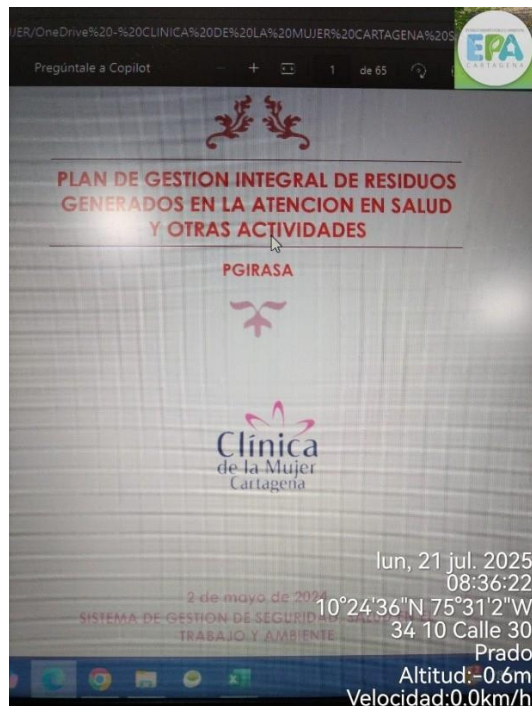 JER/OneDrive%20-%20CLINICA%20DE%20LA%20MUJER%20CARTAGENA%20S
EPA
CARTAGENA
Pregúntale a Copilot
1 de 65
PLAN DE GESTION INTEGRAL DE RESIDUOS
GENERADOS EN LA ATENCION EN SALUD
Y OTRAS ACTIVIDADES
PGIRASA
Clínica
de la Mujer
Cartagena
lun, 21 jul. 2025
08:36:22
2 de mayo de 2024
10°24'36"N 75°31'2"W
SISTEMA DE GESTION DE SEGURIDAD
34 10 Calle 30
TRABAJO Y AMBIENTE
Prado
Altitud:-0.6m
Velocidad:0.0km/h